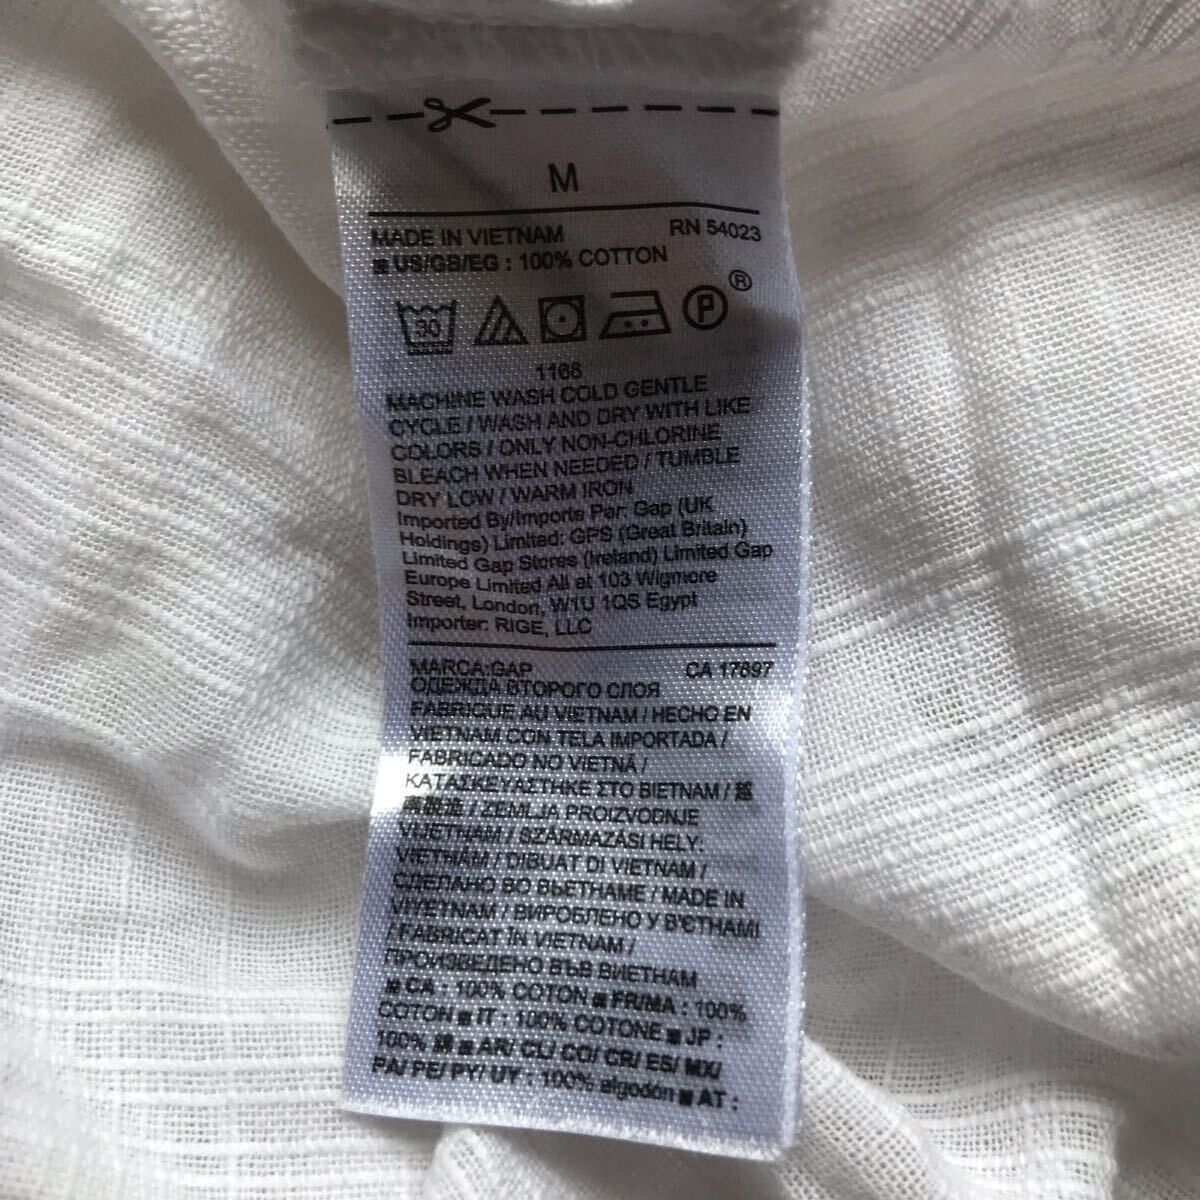 M
MADE IN VIETNAM RN 54023
US/GB/EG : 100% COTTON
30 P ®
1166
MACHINE WASH COLD GENTLE
CYCLE / WASH AND DRY WITH LIKE
COLORS / ONLY NON-CHLORINE
BLEACH WHEN NEEDED / TUMBLE
DRY LOW / WARM IRON
Imported By/Imports Par: Gap (UK
Holdings) Limited: GPS (Great Britain)
Limited Gap Stores (Ireland) Limited Gap
Europe Limited All at 103 Wigmore
Street, London, W1U 1QS Egypt
Importer: RIGE, LLC
MARCA:GAP CA 17897
ОДЕЖДА ВТОРОГО СЛОЯ
FABRIQUE AU VIETNAM / HECHO EN
VIETNAM CON TELA IMPORTADA /
FABRICADO NO VIETNÃ /
ΚΑΤΑΣΚΕΥΑΣΤΗΚΕ ΣΤΟ ΒΙΕΤΝΑΜ / 越
南製造 / ZEMLJA PROIZVODNJE
VIJETNAM / SZÁRMAZÁSI HELY:
VIETNÁM / DIBUAT DI VIETNAM /
СДЕЛАНО ВО ВЬЕТНАМЕ / MADE IN
VIYETNAM / ВИРОБЛЕНО У В'ЄТНАМІ
/ FABRICAT ÎN VIETNAM /
ПРОИЗВЕДЕНО ВЪВ ВИЕТНАМ
CA : 100% COTON FR/MA : 100%
COTON IT : 100% COTONE JP :
100% 綿 AR/ CL/ CO/ CR/ ES/ MX/
PA/ PE/ PY/ UY : 100% algodón AT :